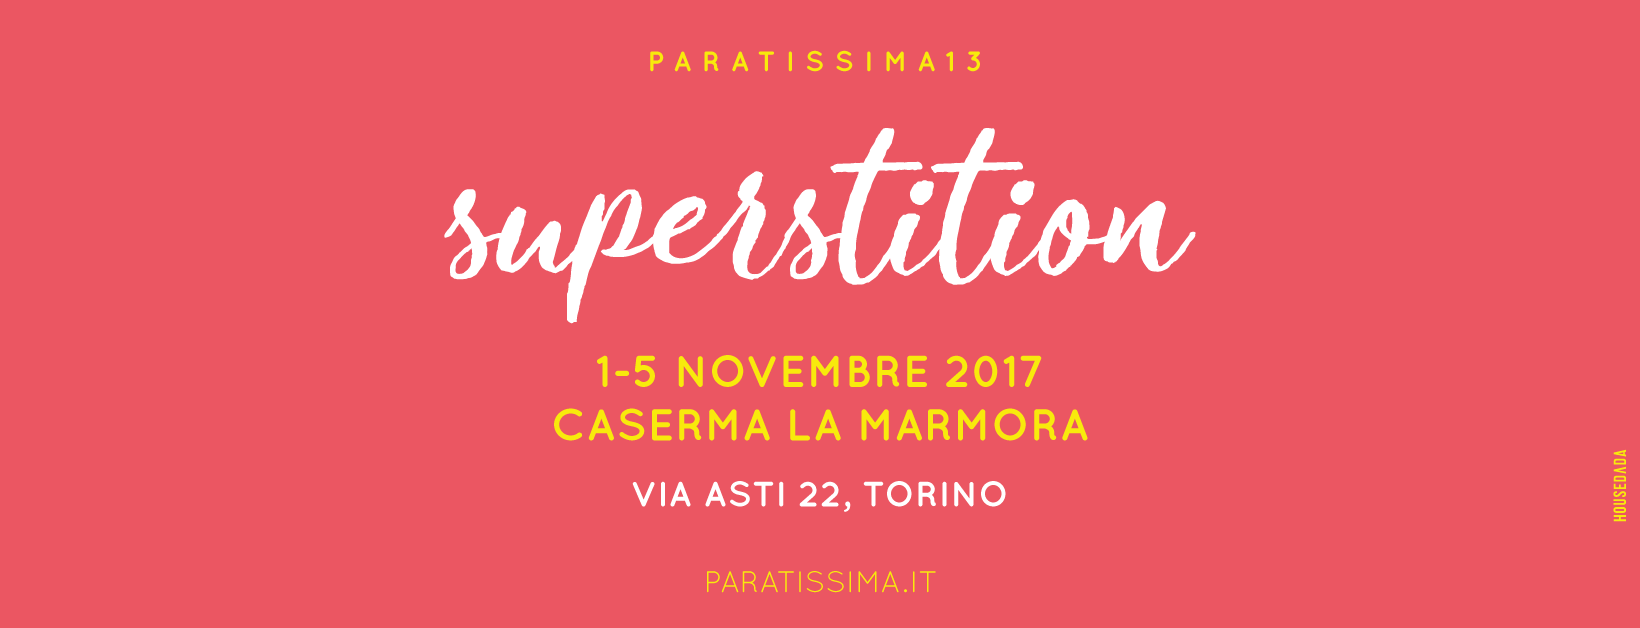 PARATISSIMA13
superstition
1-5 NOVEMBRE 2017
CASERMA LA MARMORA
VIA ASTI 22, TORINO
PARATISSIMA.IT
HOUSEDADA